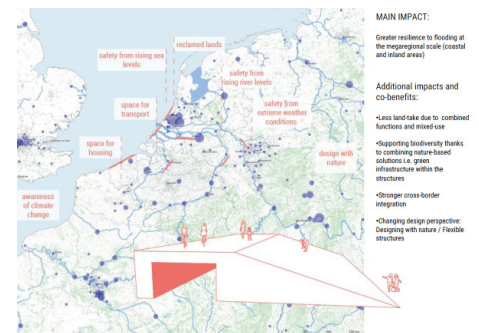 MAIN IMPACT:
Greater resilience to flooding at
the megaregional scale (coastal
and inland areas)
Additional impacts and
co-benefits:
•Less land-take due to combined
functions and mixed-use
•Supporting biodiversity thanks
to combining nature-based
solutions i.e. green
infrastructure within the
structures
•Stronger cross-border
integration
•Changing design perspective:
Designing with nature / Flexible
structures
reclamed lands
safety from rising sea
levels
safety from
rising river levels
space for
transport
safety from
extreme weather
conditions
space for
housing
design with
nature
awareness
of climate
change